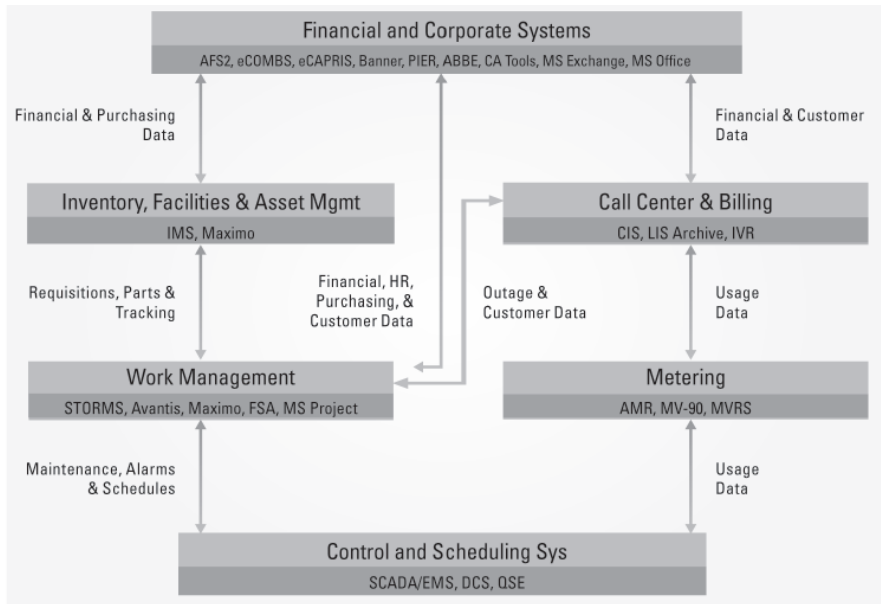 Financial and Corporate Systems
AFS2, eCOMBS, eCAPRIS, Banner, PIER, ABBE, CA Tools, MS Exchange, MS Office
Financial & Purchasing
Data
Financial & Customer
Data
Inventory, Facilities & Asset Mgmt
IMS, Maximo
Call Center & Billing
CIS, LIS Archive, IVR
Requisitions, Parts &
Tracking
Financial, HR,
Purchasing, &
Customer Data
Outage &
Customer Data
Usage
Data
Work Management
STORMS, Avantis, Maximo, FSA, MS Project
Metering
AMR, MV-90, MVRS
Maintenance, Alarms
& Schedules
Usage
Data
Control and Scheduling Sys
SCADA/EMS, DCS, QSE